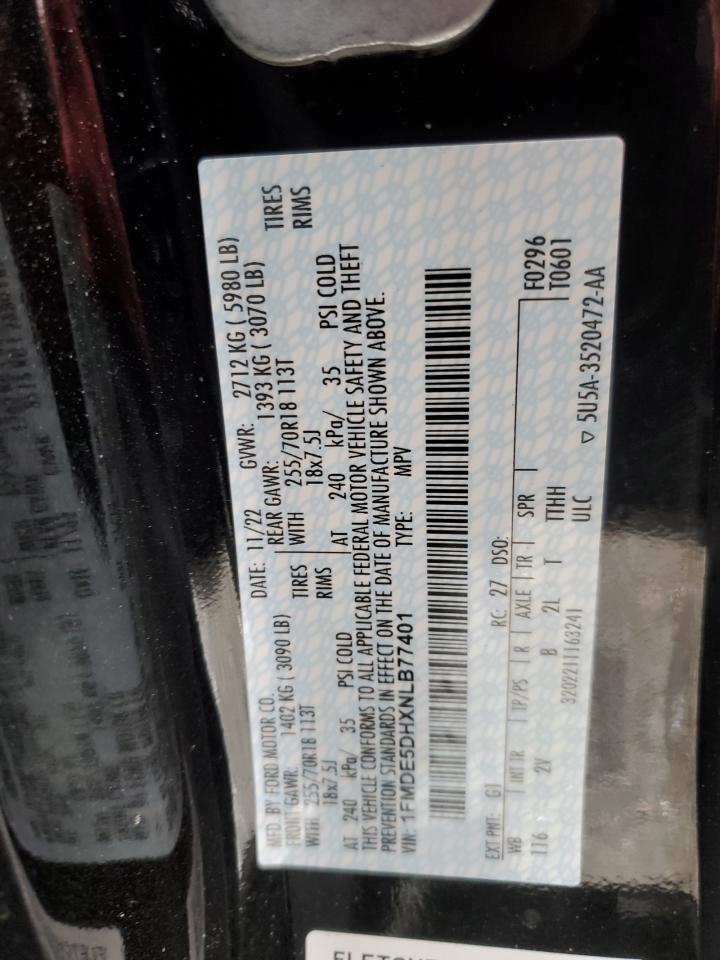 MFD. BY FORD MOTOR CO.
DATE: 11/22 GVWR: 2712 KG ( 5980 LB)
FRONT GAWR: 1402 KG ( 3090 LB)
REAR GAWR: 1393 KG ( 3070 LB)
WITH 255/70R18 113T TIRES
WITH 255/70R18 113T TIRES
18x7.5J RIMS
18x7.5J RIMS
AT 240 kPa/ 35 PSI COLD
AT 240 kPa/ 35 PSI COLD
THIS VEHICLE CONFORMS TO ALL APPLICABLE FEDERAL MOTOR VEHICLE SAFETY AND THEFT
PREVENTION STANDARDS IN EFFECT ON THE DATE OF MANUFACTURE SHOWN ABOVE.
VIN: 1FMDE5DHXNLB77401 TYPE: MPV
EXT PNT: G1 RC: 27 DSO: F0296
WB INT TR TP/PS R AXLE TR SPR T0601
116 2V B 2L T TTHH
3202211163241 ULC ▽ 5U5A-3520472-AA